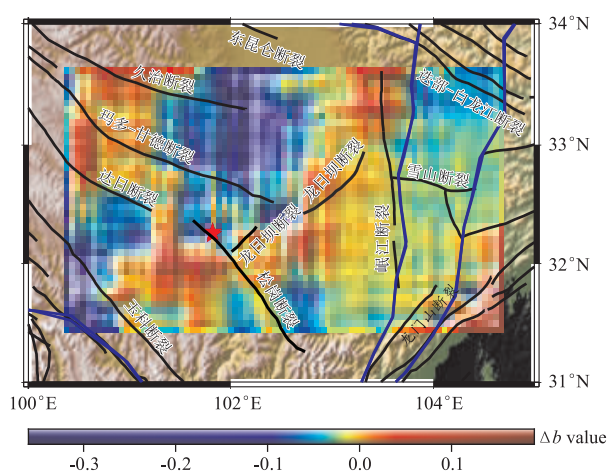 34°N
东昆仑断裂
久治断裂
迭部-白龙江断裂
玛多-甘德断裂
33°N
达日断裂
龙日坝断裂
雪山断裂
龙日坝断裂
岷江断裂
32°N
松岗断裂
玉科断裂
龙门山断裂
31°N
100°E 102°E 104°E
Δb value
-0.3 -0.2 -0.1 0.0 0.1